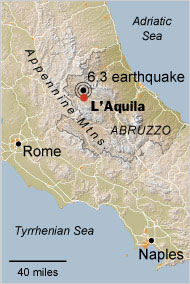 Adriatic
Sea
6.3 earthquake
Appennine Mtns.
L'Aquila
ABRUZZO
Rome
Tyrrhenian Sea
Naples
40 miles